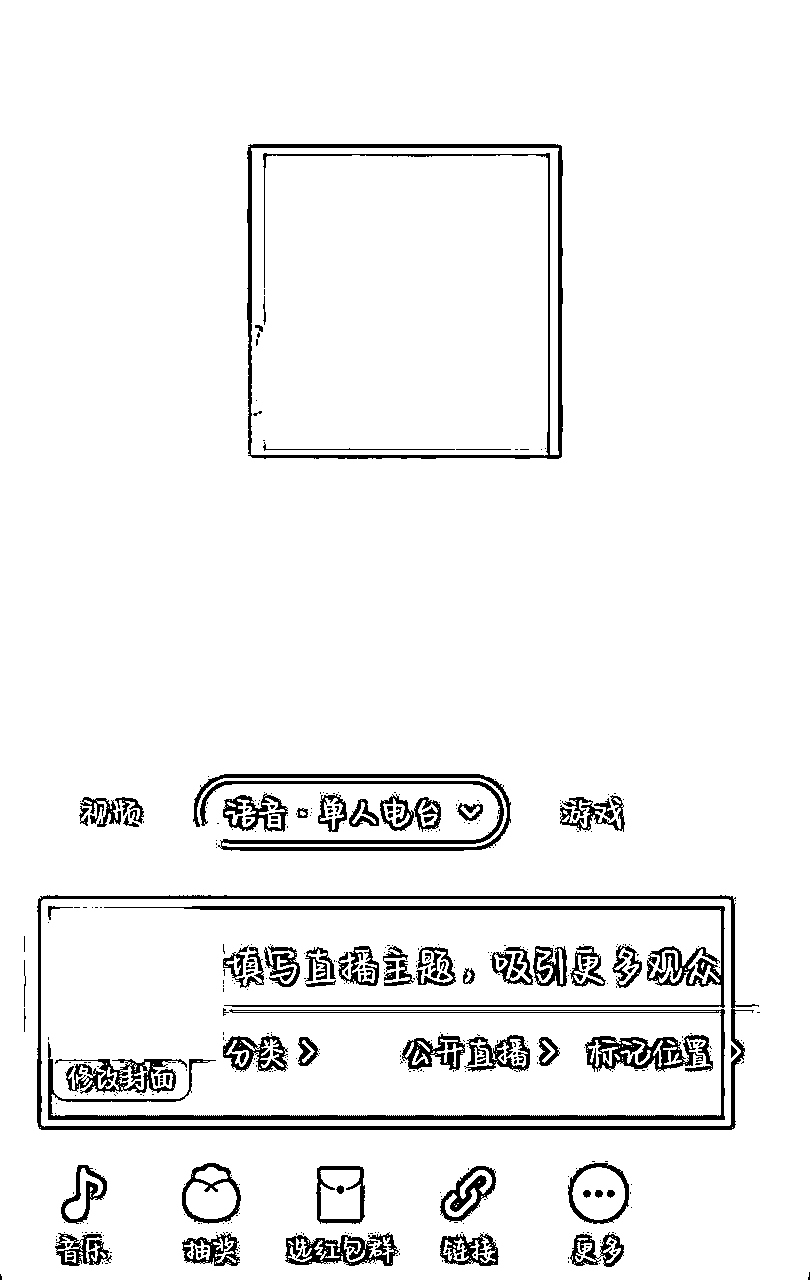 视频 语音·单人电台 游戏
填写直播主题，吸引更多观众
分类 公开直播 标记位置
修改封面
音乐 抽奖 选红包群 链接 更多